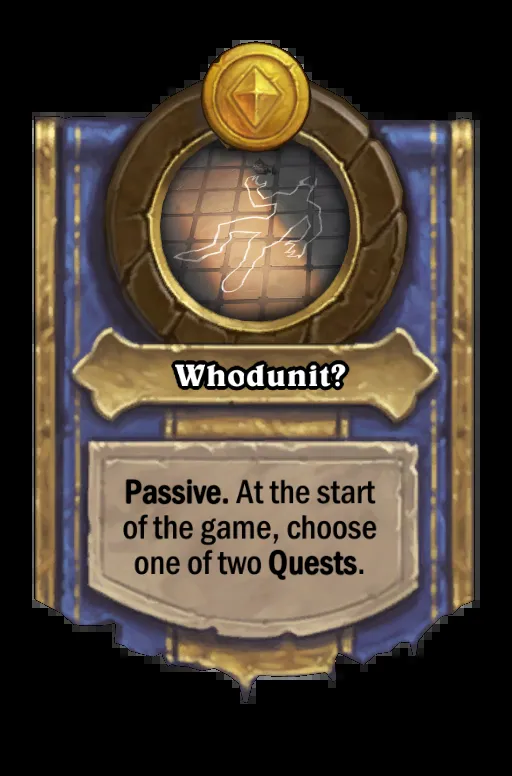 Whodunit?
Passive. At the start
of the game, choose
one of two Quests.